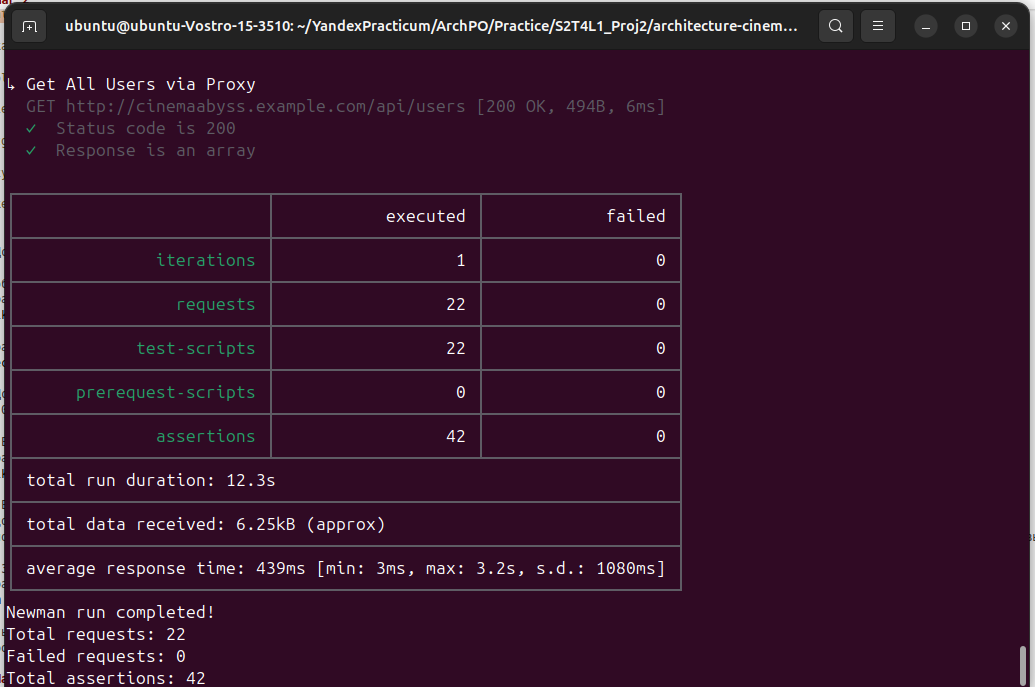 ubuntu@ubuntu-Vostro-15-3510: ~/YandexPracticum/ArchPO/Practice/S2T4L1_Proj2/architecture-cinem...
↳ Get All Users via Proxy
GET http://cinemaabyss.example.com/api/users [200 OK, 494B, 6ms]
✓ Status code is 200
✓ Response is an array
executed failed
iterations 1 0
requests 22 0
test-scripts 22 0
prerequest-scripts 0 0
assertions 42 0
total run duration: 12.3s
total data received: 6.25kB (approx)
average response time: 439ms [min: 3ms, max: 3.2s, s.d.: 1080ms]
Newman run completed!
Total requests: 22
Failed requests: 0
Total assertions: 42